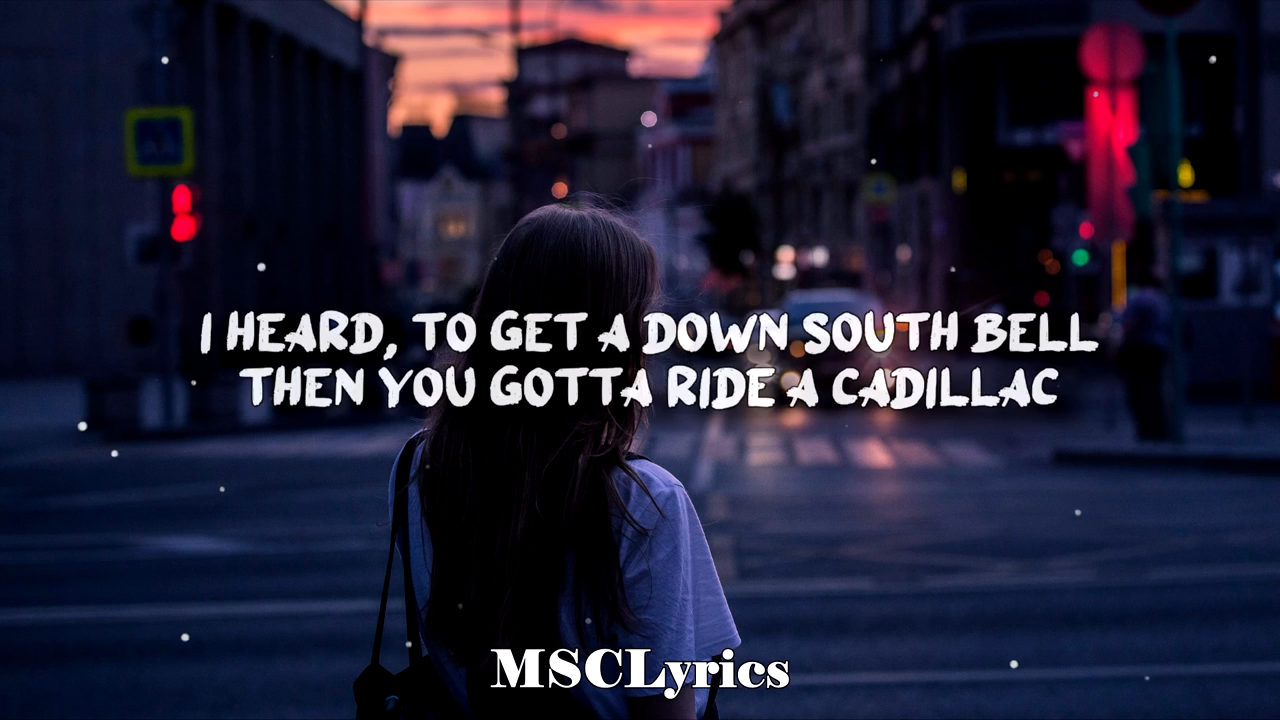 I HEARD, TO GET A DOWN SOUTH BELL
THEN YOU GOTTA RIDE A CADILLAC
MSCLyrics